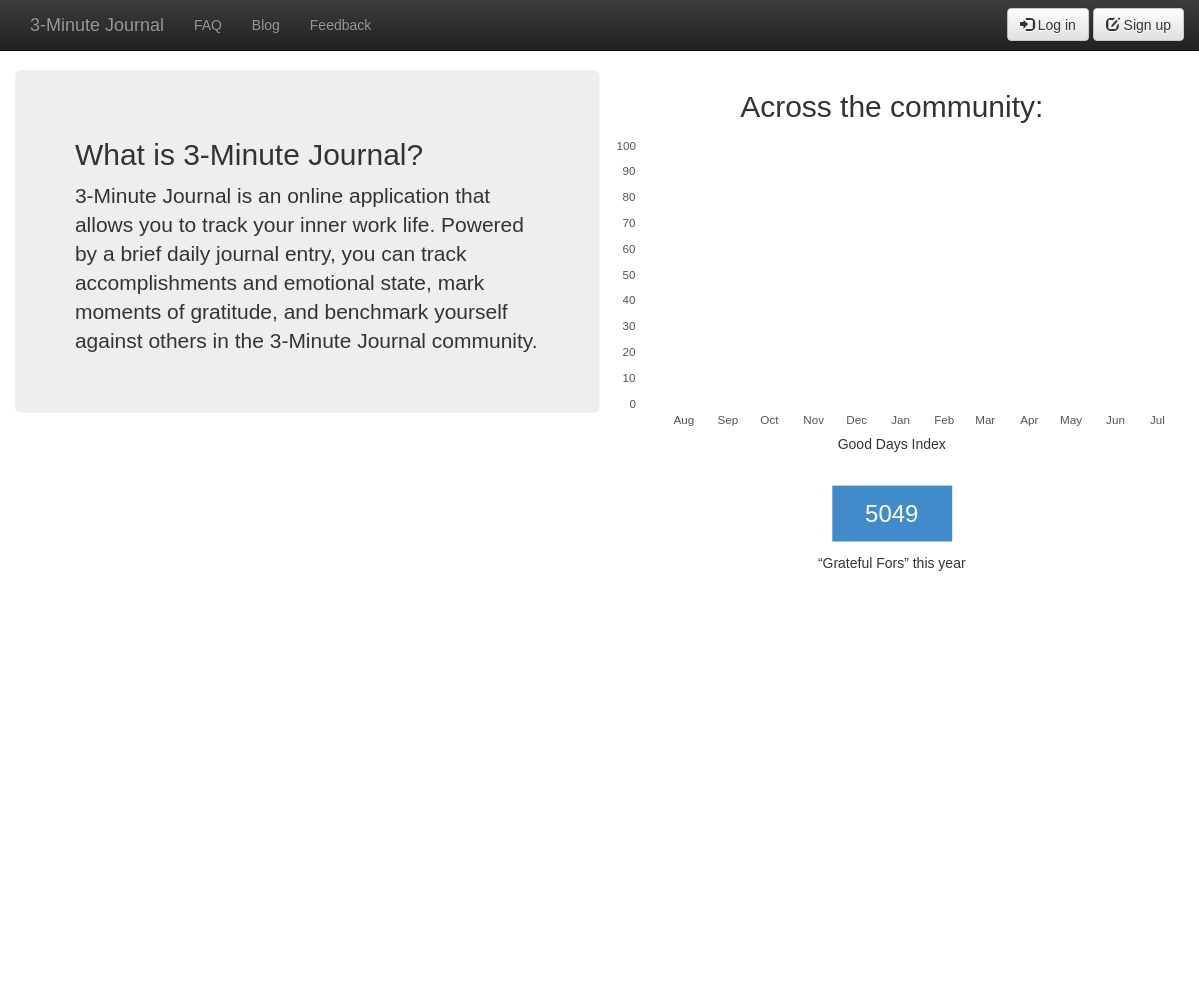 3-Minute Journal FAQ Blog Feedback Log in Sign up
What is 3-Minute Journal?
3-Minute Journal is an online application that
allows you to track your inner work life. Powered
by a brief daily journal entry, you can track
accomplishments and emotional state, mark
moments of gratitude, and benchmark yourself
against others in the 3-Minute Journal community.
Across the community:
100
90
80
70
60
50
40
30
20
10
0
Aug Sep Oct Nov Dec Jan Feb Mar Apr May Jun Jul
Good Days Index
5049
“Grateful Fors” this year